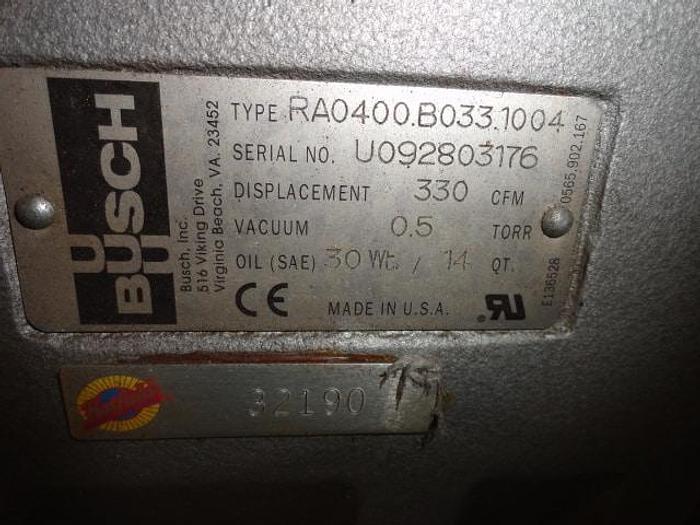 BUSCH
Busch, Inc.
516 Viking Drive
Virginia Beach, VA. 23452
TYPE RA0400.B033.1004
SERIAL NO. U092803176
DISPLACEMENT 330 CFM
VACUUM 0.5 TORR
OIL (SAE) 30 Wt. / 14 QT.
CE MADE IN U.S.A. RU
0565.902.167
E136528
32190